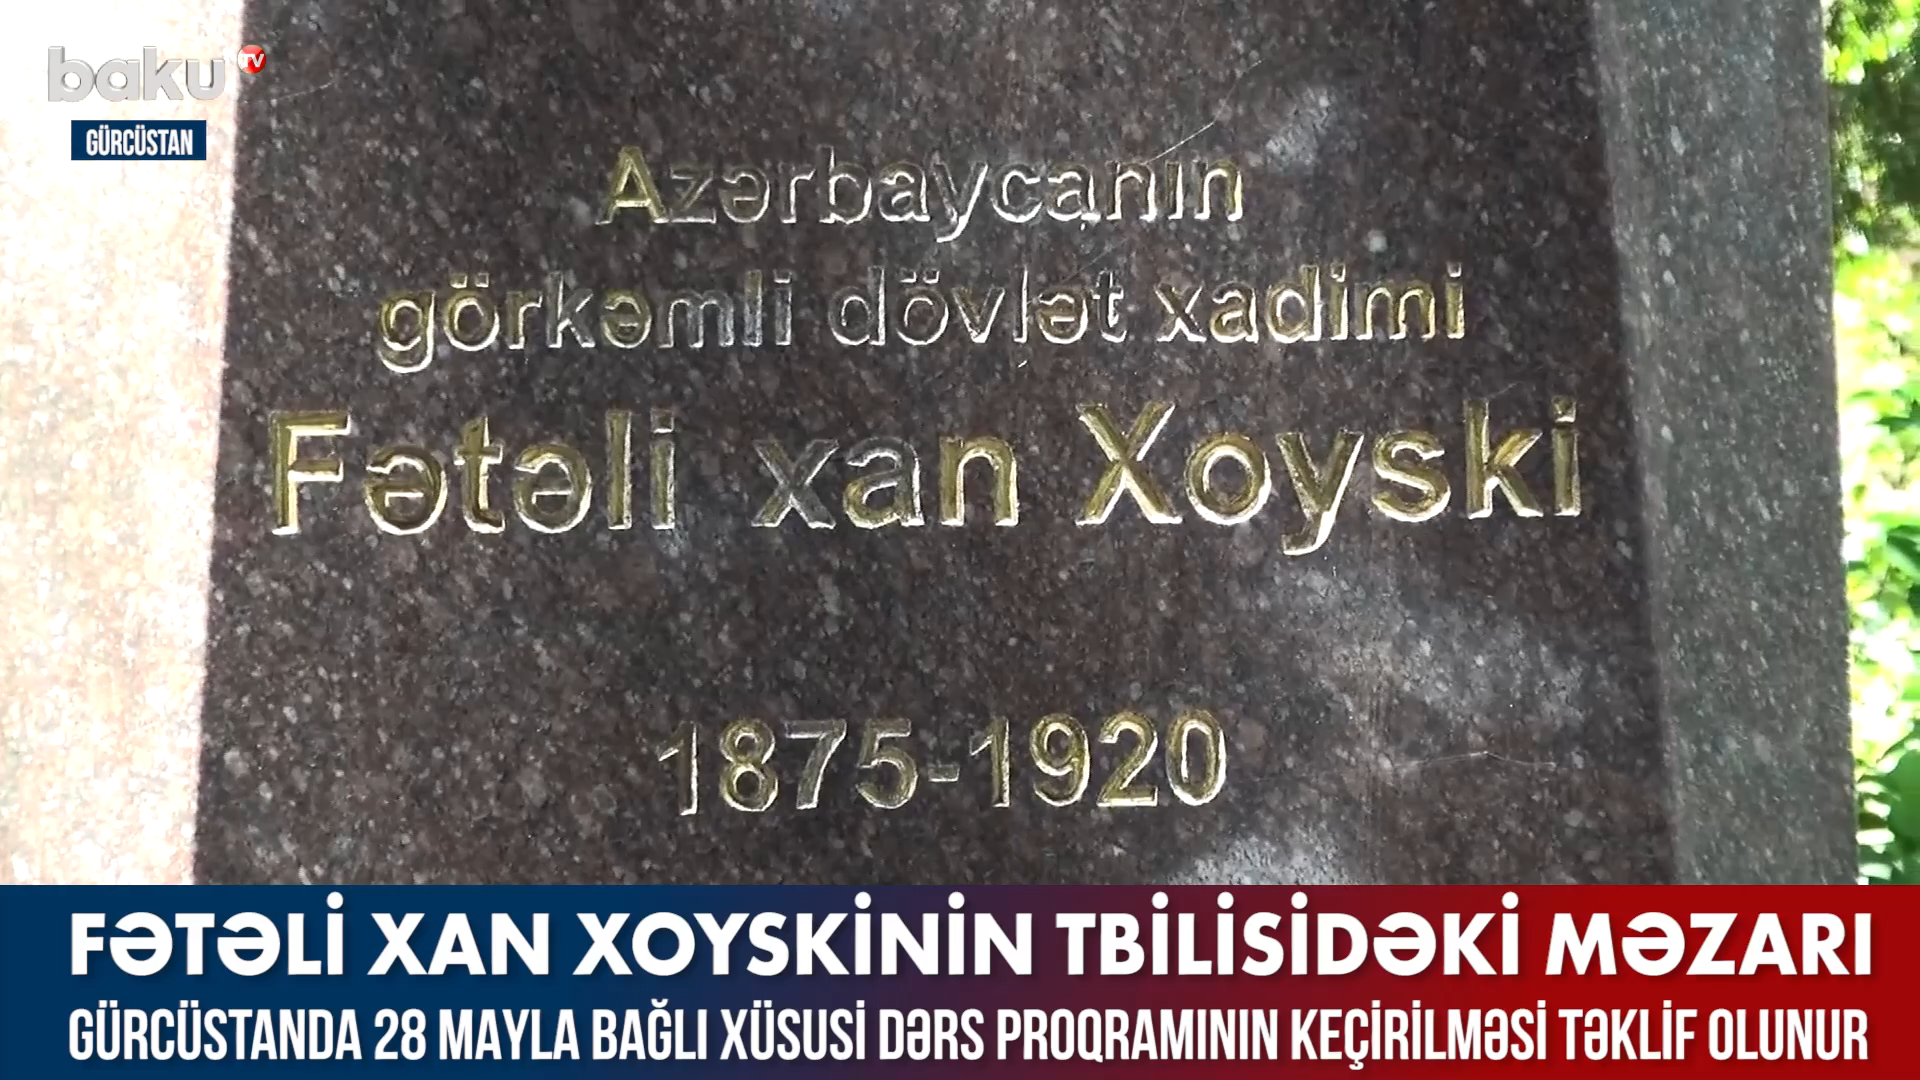 baku TV
GÜRCÜSTAN
Azərbaycanın
görkəmli dövlət xadimi
Fətəli xan Xoyski
1875-1920
FƏTƏLİ XAN XOYSKİNİN TBİLİSİDƏKİ MƏZARI
GÜRCÜSTANDA 28 MAYLA BAĞLI XÜSUSİ DƏRS PROQRAMININ KEÇİRİLMƏSİ TƏKLİF OLUNUR